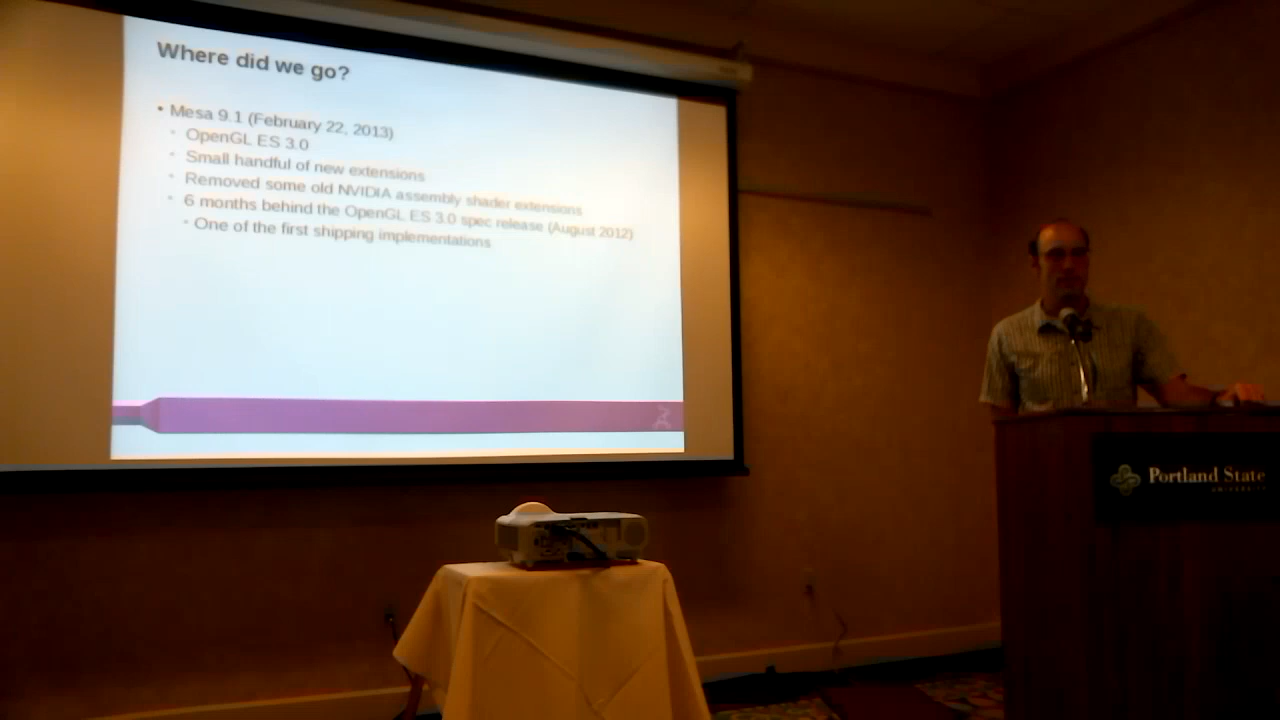 Where did we go?
• Mesa 9.1 (February 22, 2013)
• OpenGL ES 3.0
• Small handful of new extensions
• Removed some old NVIDIA assembly shader extensions
• 6 months behind the OpenGL ES 3.0 spec release (August 2012)
• One of the first shipping implementations
Portland State
UNIVERSITY